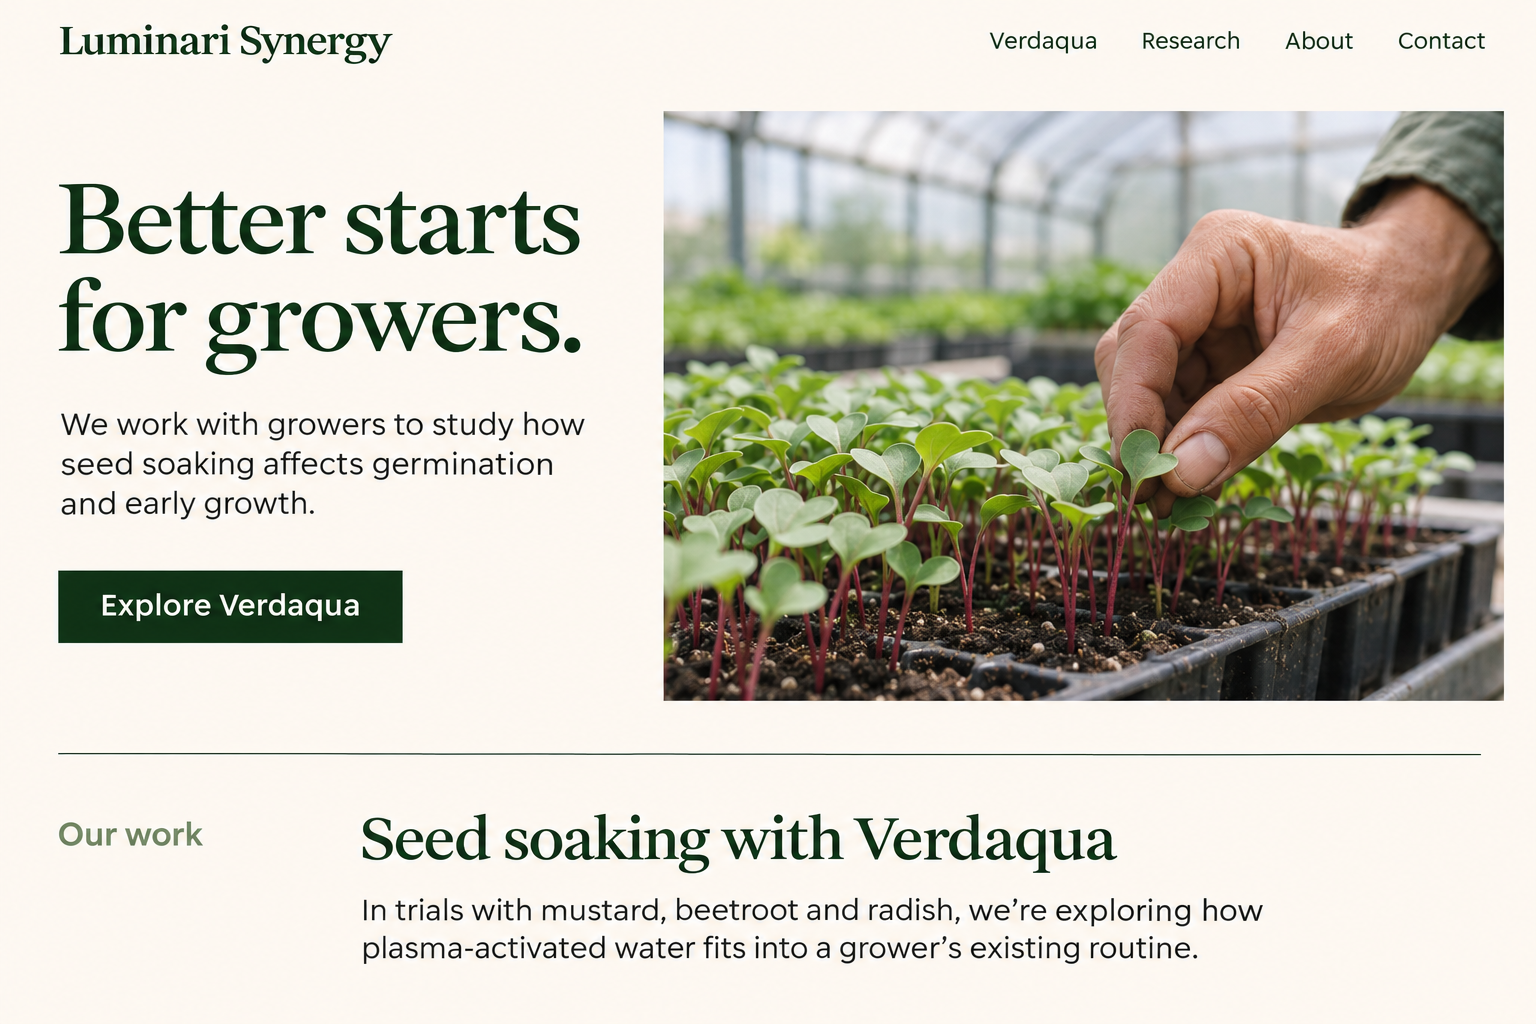 Luminari Synergy
Verdaqua
Research
About
Contact
Better starts
for growers.
We work with growers to study how
seed soaking affects germination
and early growth.
Explore Verdaqua
Our work
Seed soaking with Verdaqua
In trials with mustard, beetroot and radish, we’re exploring how
plasma-activated water fits into a grower’s existing routine.